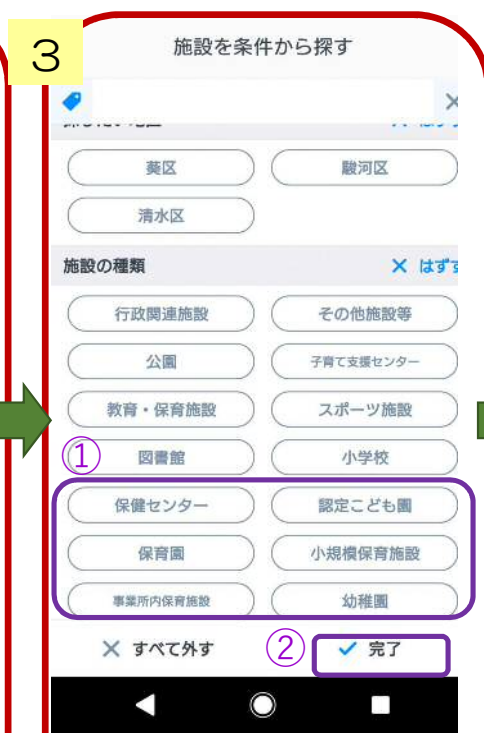 3
施設を条件から探す
はずす
葵区 駿河区
清水区
施設の種類 × はずす
行政関連施設 その他施設等
公園 子育て支援センター
教育・保育施設 スポーツ施設
① 図書館 小学校
保健センター 認定こども園
保育園 小規模保育施設
事業所内保育施設 幼稚園
× すべて外す ② ✓ 完了